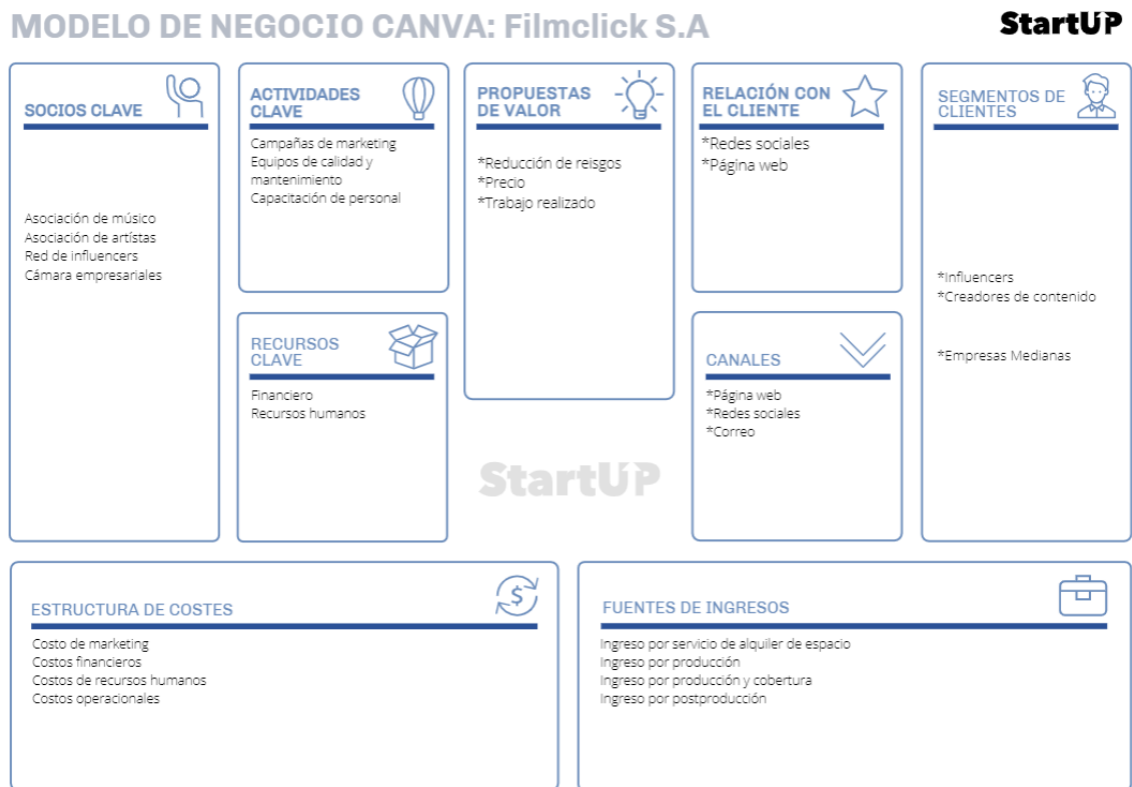 MODELO DE NEGOCIO CANVA: Filmclick S.A
StartUP
SOCIOS CLAVE
Asociación de músico
Asociación de artístas
Red de influencers
Cámara empresariales
ACTIVIDADES
CLAVE
Campañas de marketing
Equipos de calidad y
mantenimiento
Capacitación de personal
RECURSOS
CLAVE
Financiero
Recursos humanos
PROPUESTAS
DE VALOR
*Reducción de reisgos
*Precio
*Trabajo realizado
RELACIÓN CON
EL CLIENTE
*Redes sociales
*Página web
CANALES
*Página web
*Redes sociales
*Correo
SEGMENTOS DE
CLIENTES
*Influencers
*Creadores de contenido
*Empresas Medianas
StartUP
ESTRUCTURA DE COSTES
Costo de marketing
Costos financieros
Costos de recursos humanos
Costos operacionales
FUENTES DE INGRESOS
Ingreso por servicio de alquiler de espacio
Ingreso por producción
Ingreso por producción y cobertura
Ingreso por postproducción